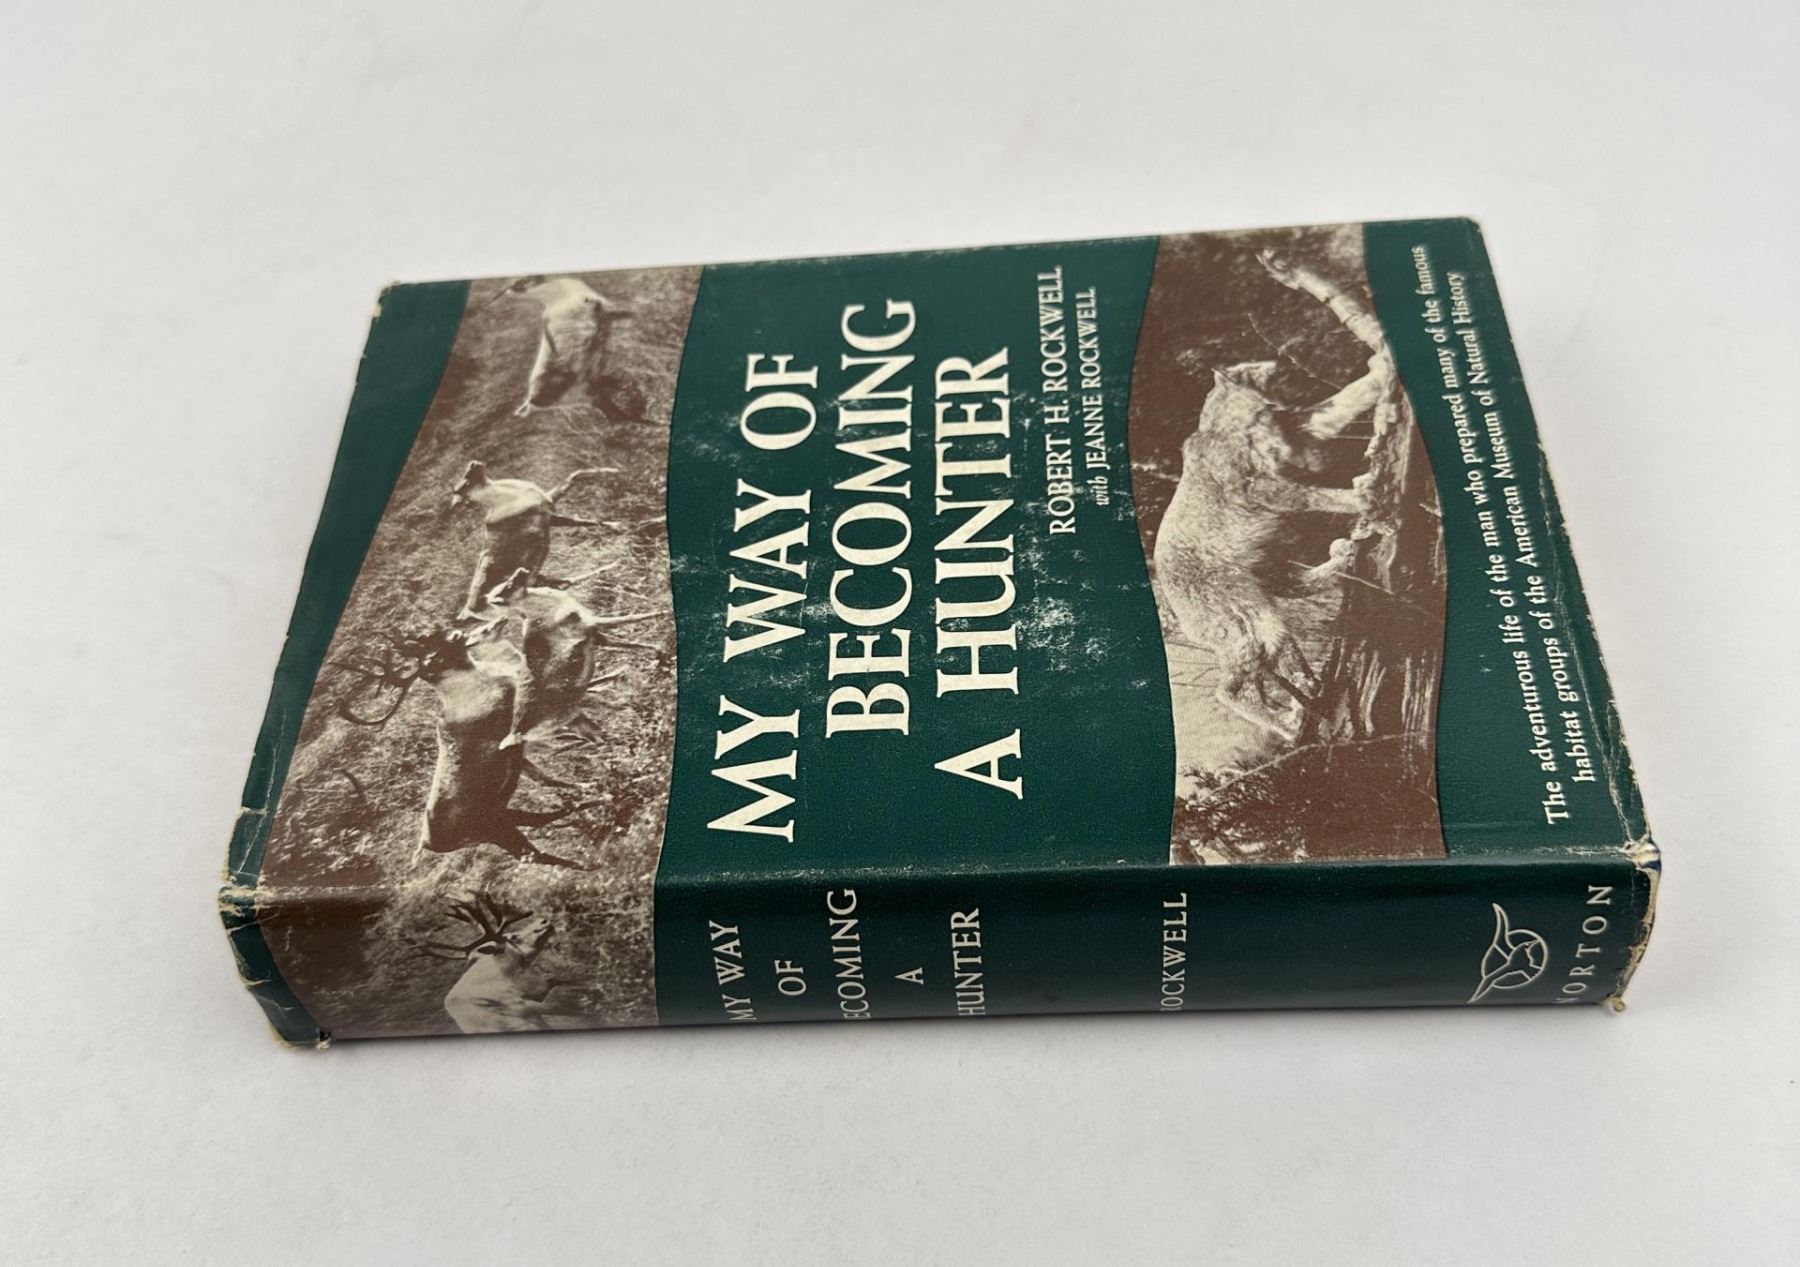 MY WAY OF
BECOMING
A HUNTER
ROBERT H. ROCKWELL
with JEANNE ROCKWELL
The adventurous life of the man who prepared many of the famous
habitat groups of the American Museum of Natural History
MY WAY
OF
BECOMING
A
HUNTER
ROCKWELL
NORTON